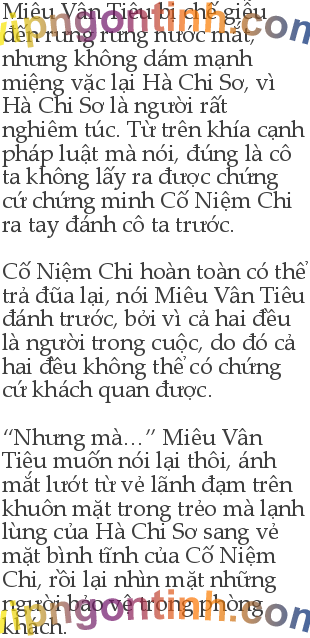 Miêu Vân Tiêu bị chế giễu
đến rưng rưng nước mắt,
nhưng không dám mạnh
miệng vặc lại Hà Chi Sơ, vì
Hà Chi Sơ là người rất
nghiêm túc. Từ trên khía cạnh
pháp luật mà nói, đúng là cô
ta không lấy ra được chứng
cứ chứng minh Cố Niệm Chi
ra tay đánh cô ta trước.

Cố Niệm Chi hoàn toàn có thể
trả đũa lại, nói Miêu Vân Tiêu
đánh trước, bởi vì cả hai đều
là người trong cuộc, do đó cả
hai đều không thể có chứng
cứ khách quan được.

“Nhưng mà...” Miêu Vân
Tiêu muốn nói lại thôi, ánh
mắt lướt từ vẻ lãnh đạm trên
khuôn mặt trong trẻo mà lạnh
lùng của Hà Chi Sơ sang vẻ
mặt bình tĩnh của Cố Niệm
Chi, rồi lại nhìn mặt những
người bảo vệ trong phòng
khách.
vipngontinh.com
vipngontinh.com